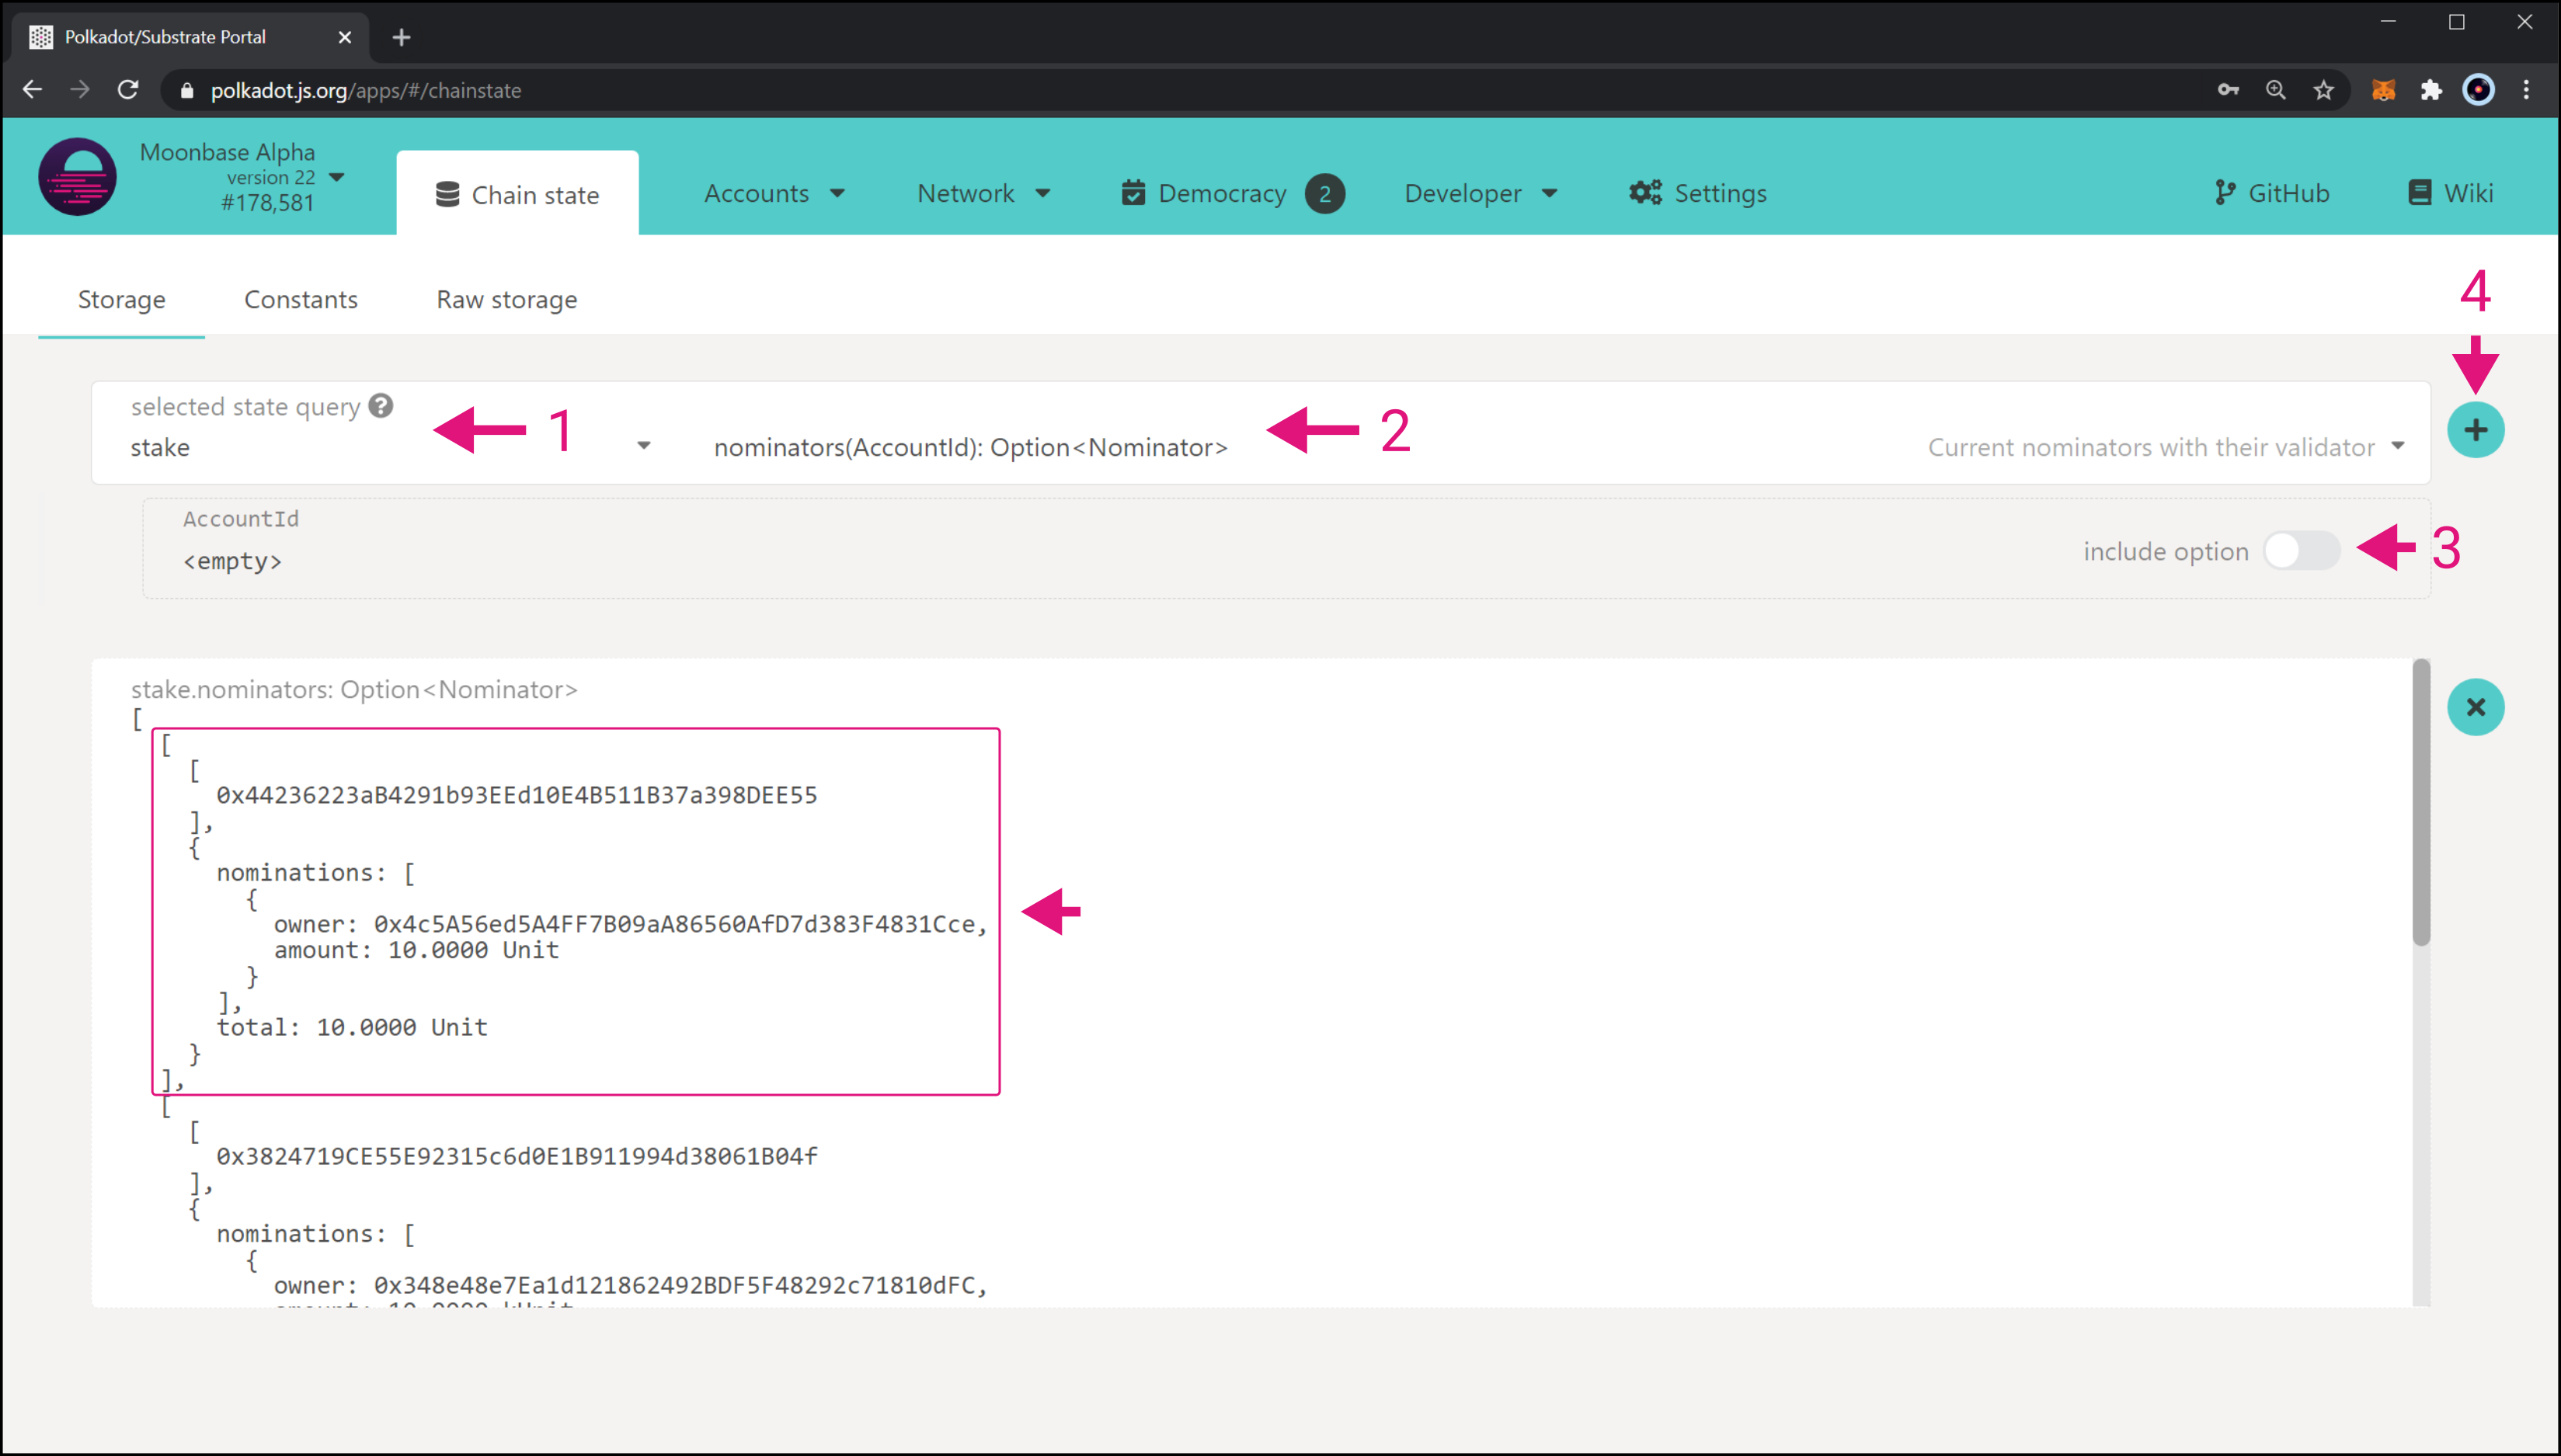 Polkadot/Substrate Portal
polkadot.js.org/apps/#/chainstate
Moonbase Alpha
version 22
#178,581
Chain state
Accounts
Network
Democracy 2
Developer
Settings
GitHub
Wiki
Storage
Constants
Raw storage
4
selected state query ?
stake
1
nominators(AccountId): Option<Nominator>
2
Current nominators with their validator
AccountId
<empty>
include option
3
stake.nominators: Option<Nominator>
[
[
[
0x44236223aB4291b93EEd10E4B511B37a398DEE55
],
{
nominations: [
{
owner: 0x4c5A56ed5A4FF7B09aA86560AfD7d383F4831Cce,
amount: 10.0000 Unit
}
],
total: 10.0000 Unit
}
],
[
[
0x3824719CE55E92315c6d0E1B911994d38061B04f
],
{
nominations: [
{
owner: 0x348e48e7Ea1d121862492BDF5F48292c71810dFC,